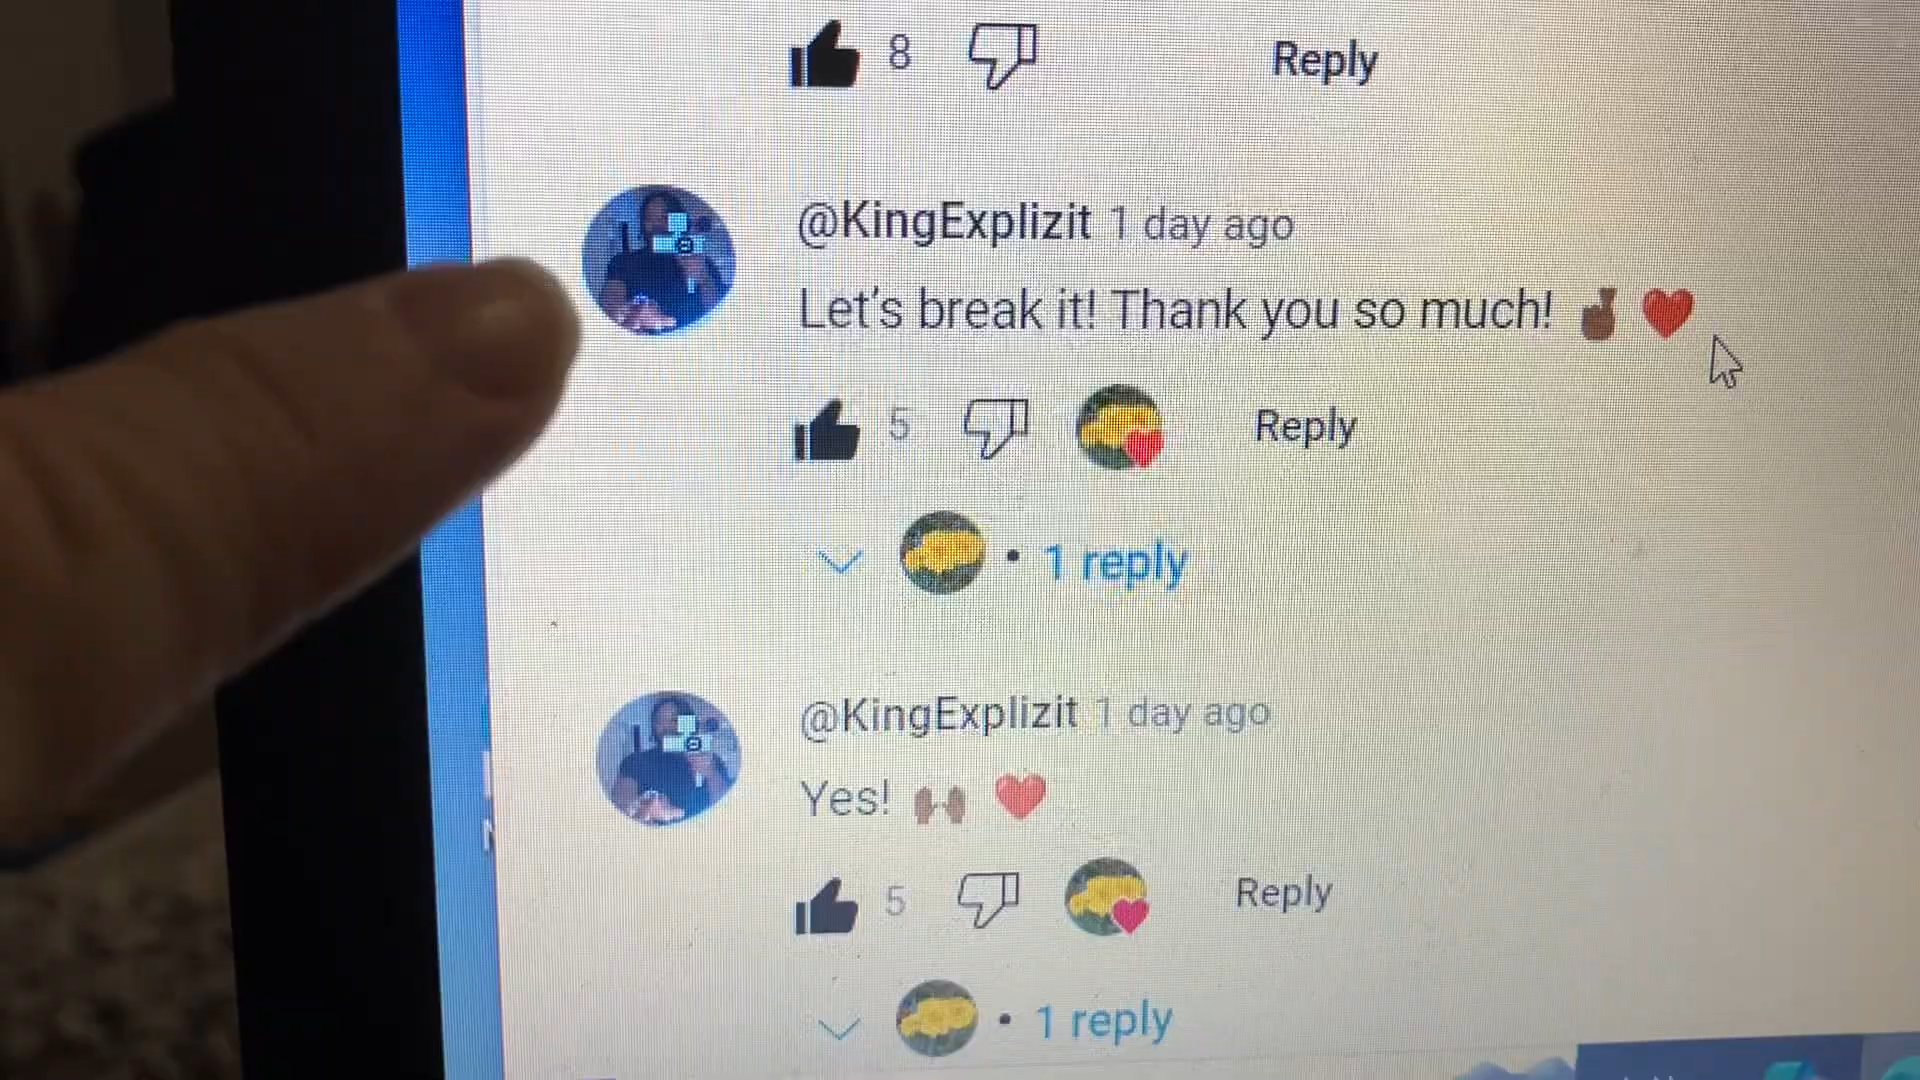 8 Reply
@KingExplizit 1 day ago
Let's break it! Thank you so much!
5 Reply
• 1 reply
@KingExplizit 1 day ago
Yes!
5 Reply
• 1 reply